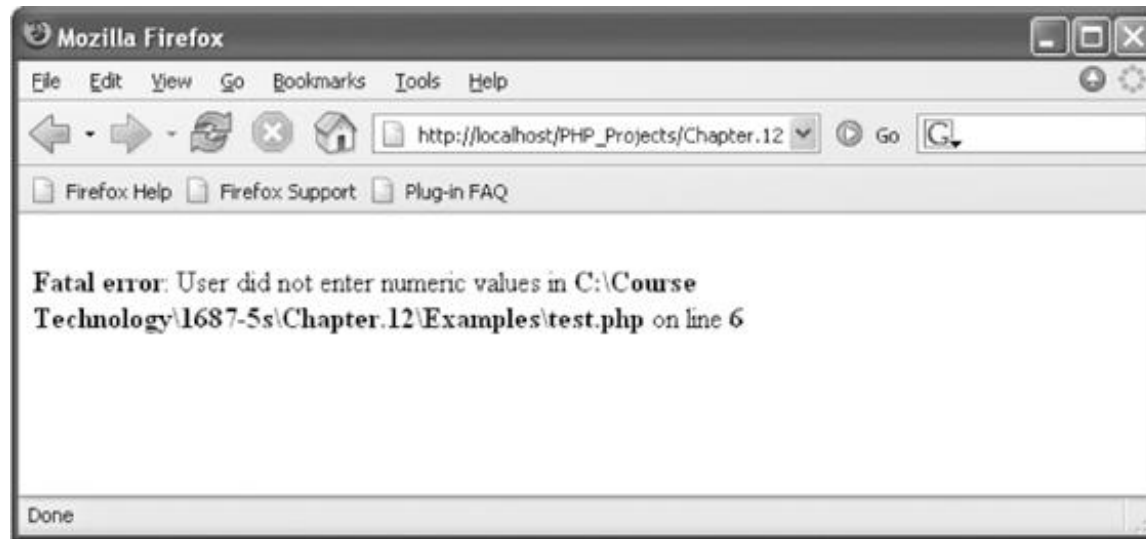 Mozilla Firefox
File Edit View Go Bookmarks Tools Help
http://localhost/PHP_Projects/Chapter.12 Go G
Firefox Help Firefox Support Plug-in FAQ
Fatal error: User did not enter numeric values in C:\Course
Technology\1687-5s\Chapter.12\Examples\test.php on line 6
Done